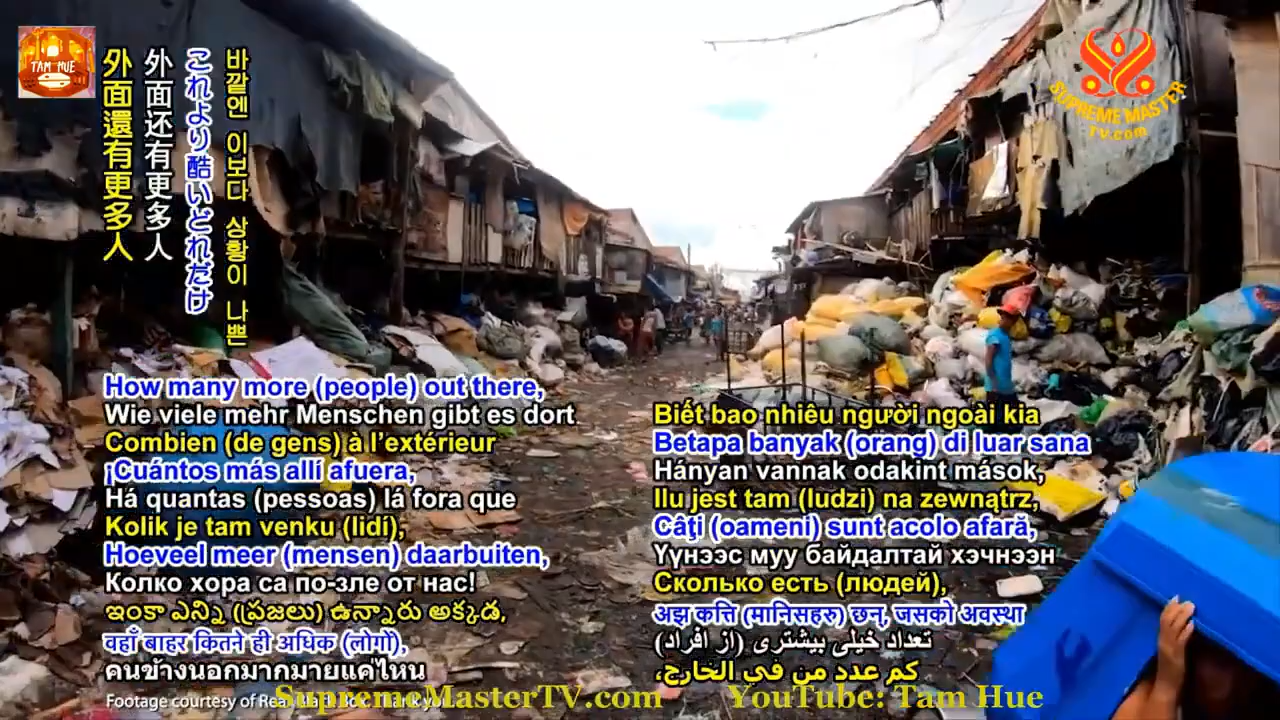 TAM HUE
SUPREME MASTER
TV.com
外面還有更多人
外面还有更多人
これより酷いどれだけ
바깥엔 이보다 상황이 나쁜
How many more (people) out there,
Wie viele mehr Menschen gibt es dort
Combien (de gens) à l’extérieur
¡Cuántos más allí afuera,
Há quantas (pessoas) lá fora que
Kolik je tam venku (lidí),
Hoeveel meer (mensen) daarbuiten,
Колко хора са по-зле от нас!
ఇంకా ఎన్ని (ప్రజలు) ఉన్నారు అక్కడ,
वहाँ बाहर कितने ही अधिक (लोगों),
คนข้างนอกมากมายแค่ไหน
Biết bao nhiêu người ngoài kia
Betapa banyak (orang) di luar sana
Hányan vannak odakint mások,
Ilu jest tam (ludzi) na zewnątrz,
Câţi (oameni) sunt acolo afară,
Үүнээс муу байдалтай хэчнээн
Сколько есть (людей),
अझ कत्ति (मानिसहरु) छन्, जसको अवस्था
تعداد خیلی بیشتری (از افراد)
كم عدد من في الخارج،
Footage courtesy of
SupremeMasterTV.com YouTube: Tam Hue